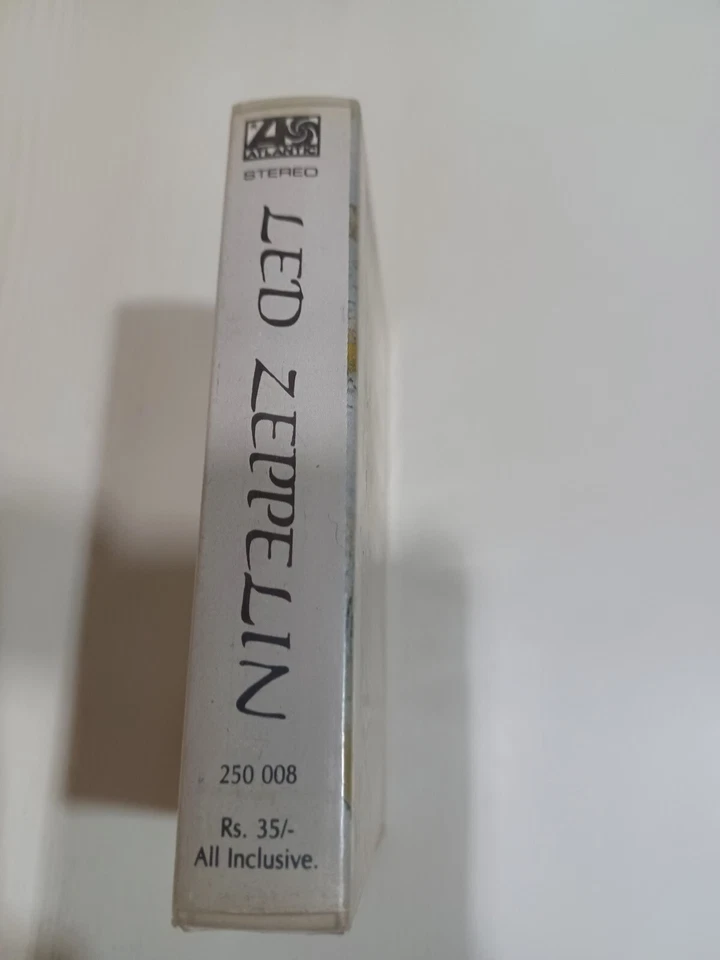 ATLANTIC
STEREO
LED ZEPPELIN
250 008
Rs. 35/-
All Inclusive.